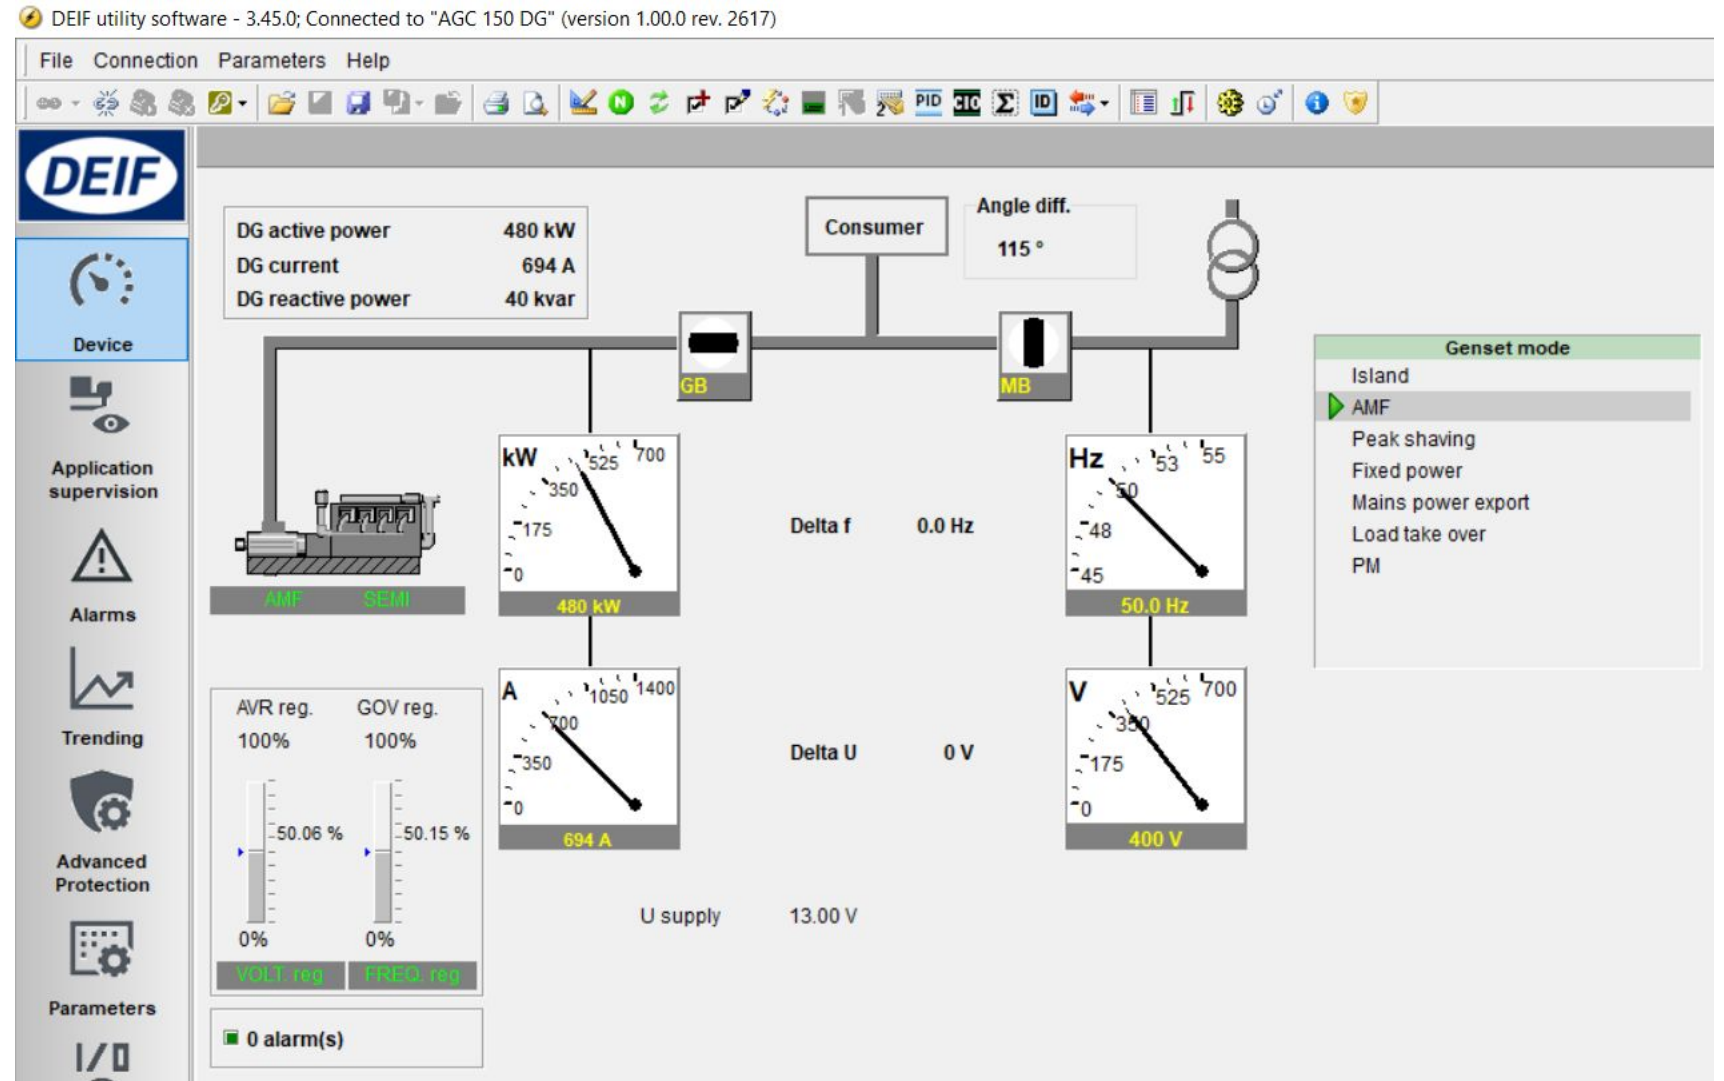 DEIF utility software - 3.45.0; Connected to "AGC 150 DG" (version 1.00.0 rev. 2617)
File Connection Parameters Help
PID
CIO
Σ
ID
DEIF
Device
Application
supervision
Alarms
Trending
Advanced
Protection
Parameters
I/O
DG active power 480 kW
DG current 694 A
DG reactive power 40 kvar
Consumer
Angle diff.
115 °
GB
MB
AMF SEMI
kW
0
175
350
525
700
480 kW
Delta f 0.0 Hz
Hz
45
48
50
53
55
50.0 Hz
A
0
350
700
1050
1400
694 A
Delta U 0 V
V
0
175
350
525
700
400 V
Genset mode
Island
AMF
Peak shaving
Fixed power
Mains power export
Load take over
PM
AVR reg. GOV reg.
100% 100%
50.06 % 50.15 %
0% 0%
VOLT. reg FREQ. reg
U supply 13.00 V
0 alarm(s)